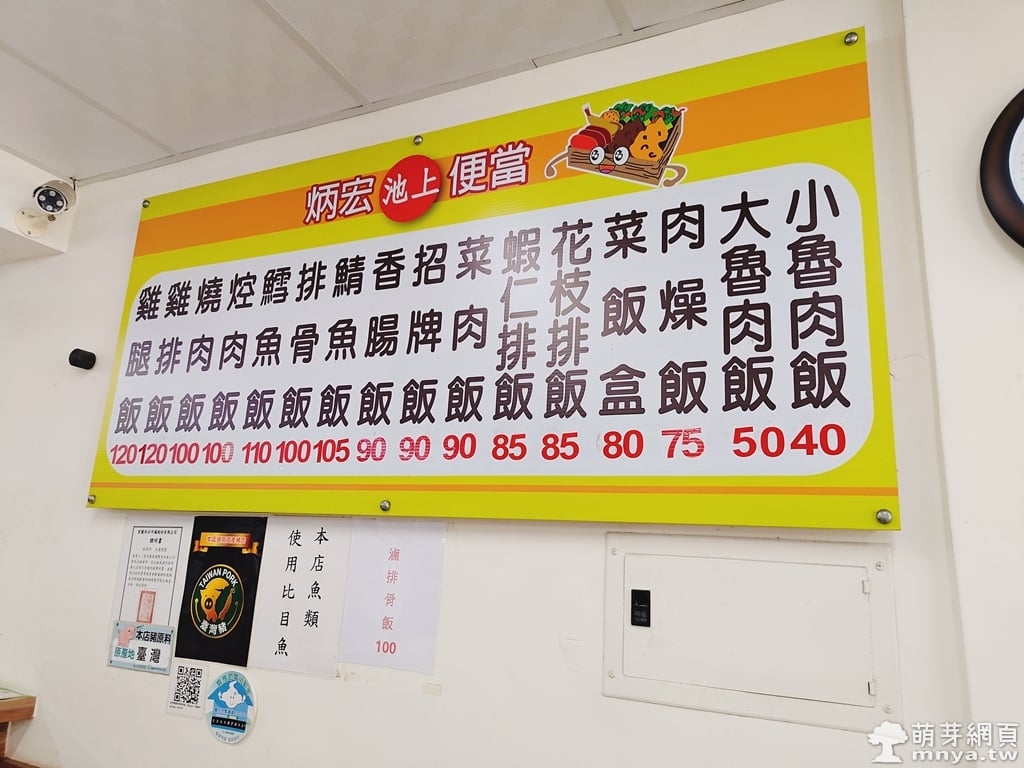 炳宏 池上 便當
小魯肉飯 40
大魯肉飯 50
肉燥飯 75
菜飯盒 80
花枝排飯 85
蝦仁排飯 85
菜肉飯 90
招牌飯 90
香腸飯 90
鯖魚飯 105
排骨飯 100
鱈魚飯 110
焢肉飯 100
燒肉飯 100
雞排飯 120
雞腿飯 120
證明書
TAIWAN PORK
臺灣豬
本店豬原料
原產地 臺灣
本店魚類
使用比目魚
滷排骨飯
100
萌芽網頁
mnya.tw